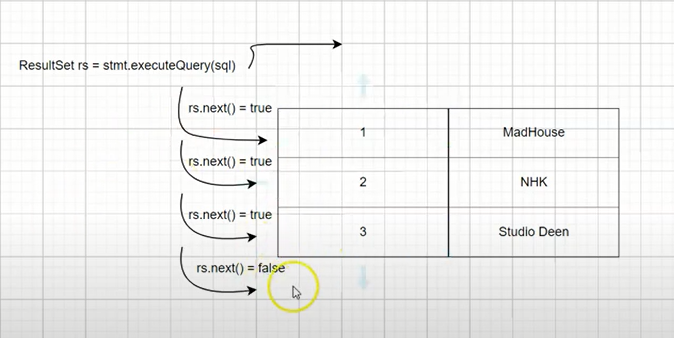 ResultSet rs = stmt.executeQuery(sql)
rs.next() = true
1 MadHouse
rs.next() = true
2 NHK
rs.next() = true
3 Studio Deen
rs.next() = false